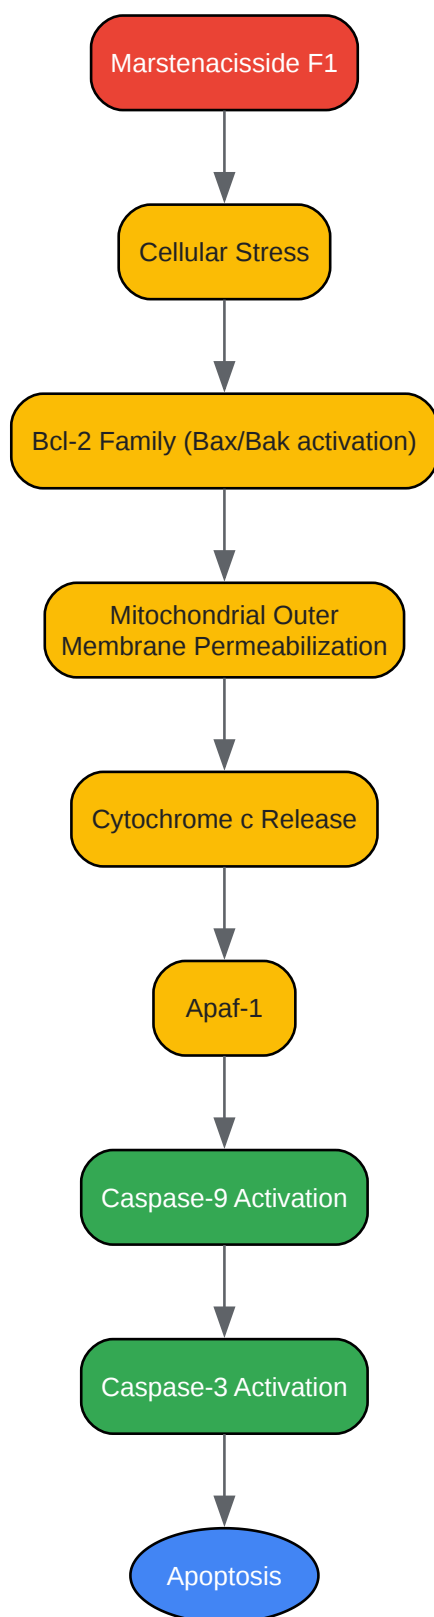 Marstenacisside F1
Cellular Stress
Bcl-2 Family (Bax/Bak activation)
Mitochondrial Outer
Membrane Permeabilization
Cytochrome c Release
Apaf-1
Caspase-9 Activation
Caspase-3 Activation
Apoptosis